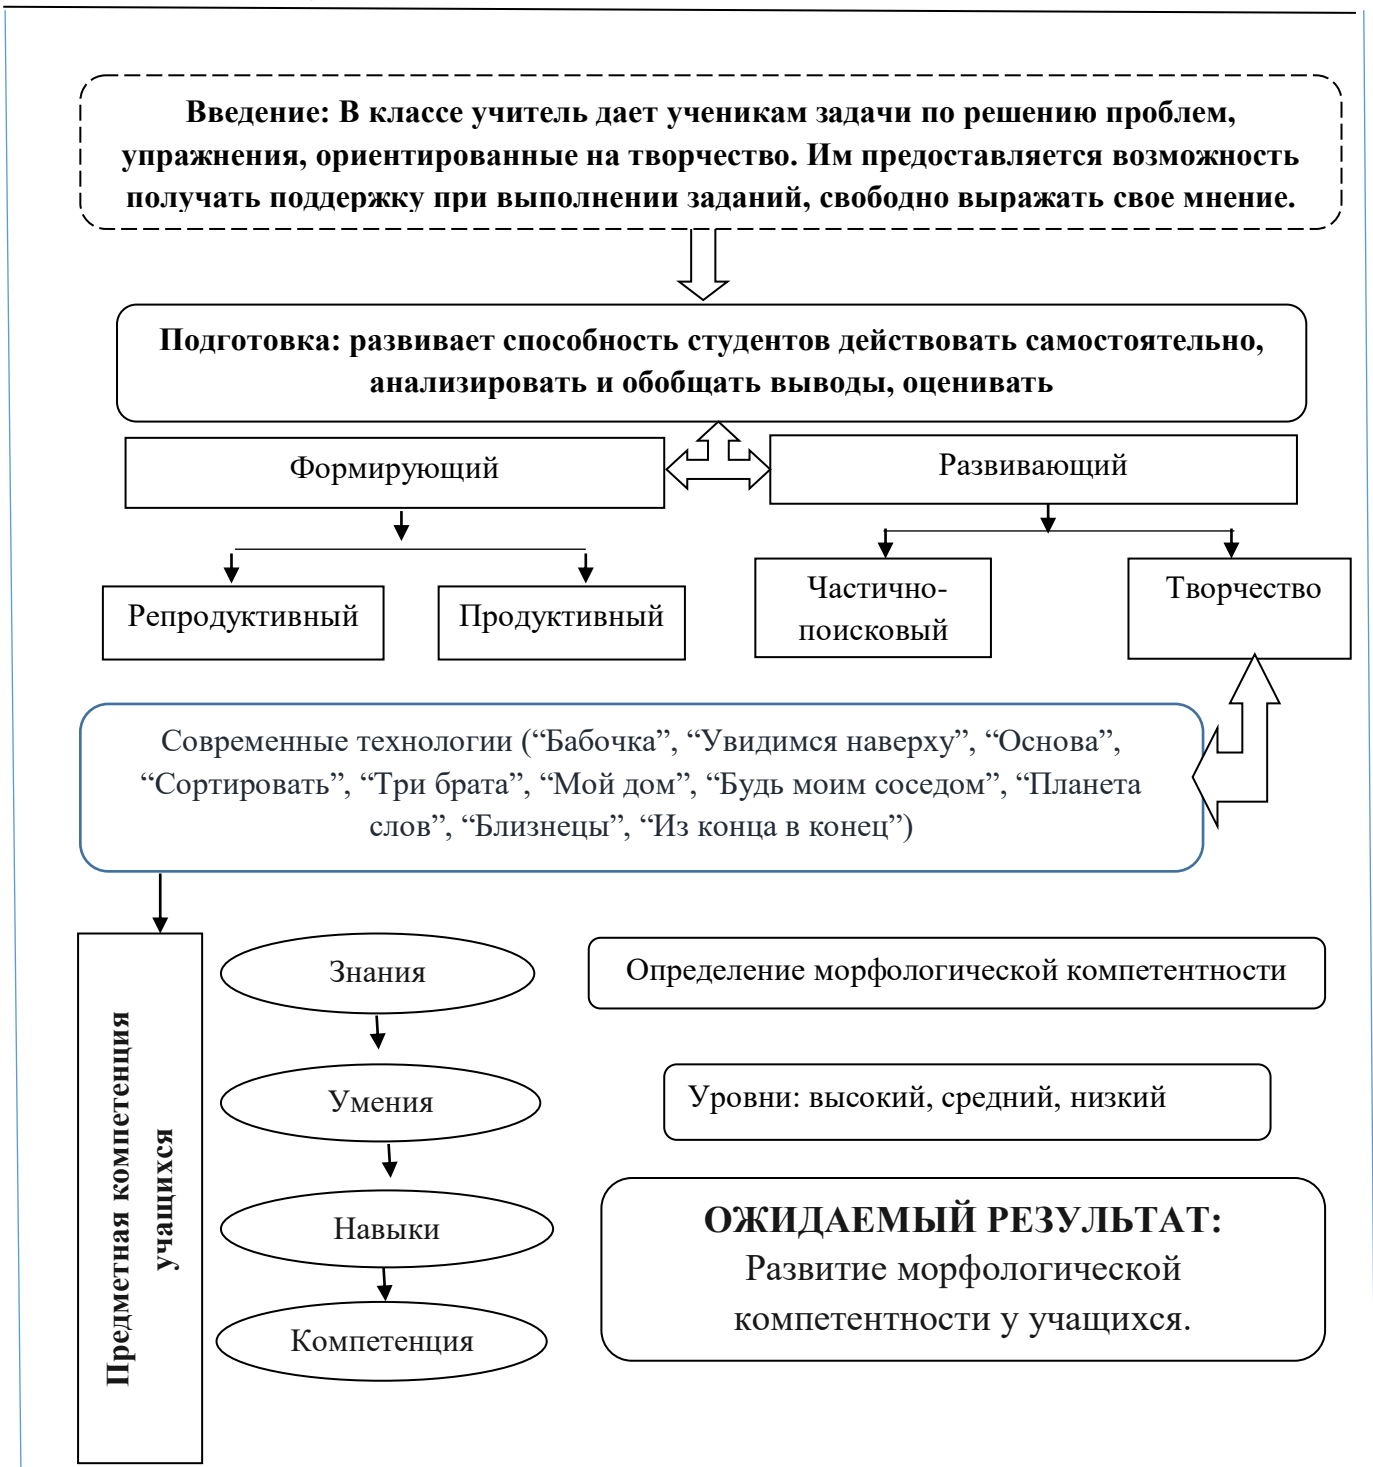 Введение: В классе учитель дает ученикам задачи по решению проблем,
упражнения, ориентированные на творчество. Им предоставляется возможность
получать поддержку при выполнении заданий, свободно выражать свое мнение.
Подготовка: развивает способность студентов действовать самостоятельно,
анализировать и обобщать выводы, оценивать
Формирующий
Развивающий
Репродуктивный
Продуктивный
Частично-
поисковый
Творчество
Современные технологии (“Бабочка”, “Увидимся наверху”, “Основа”,
“Сортировать”, “Три брата”, “Мой дом”, “Будь моим соседом”, “Планета
слов”, “Близнецы”, “Из конца в конец”)
Предметная компетенция
учащихся
Знания
Умения
Навыки
Компетенция
Определение морфологической компетентности
Уровни: высокий, средний, низкий
ОЖИДАЕМЫЙ РЕЗУЛЬТАТ:
Развитие морфологической
компетентности у учащихся.